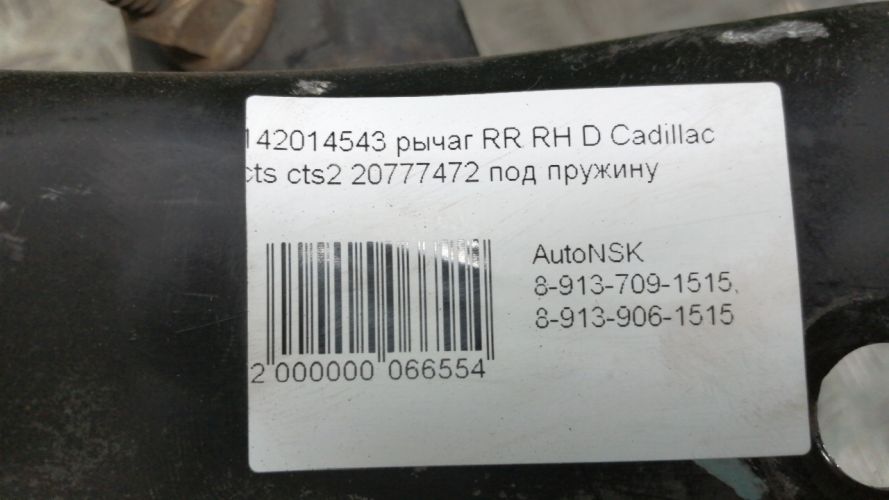 142014543 рычаг RR RH D Cadillac
cts cts2 20777472 под пружину
AutoNSK
8-913-709-1515,
8-913-906-1515
2 000000 066554